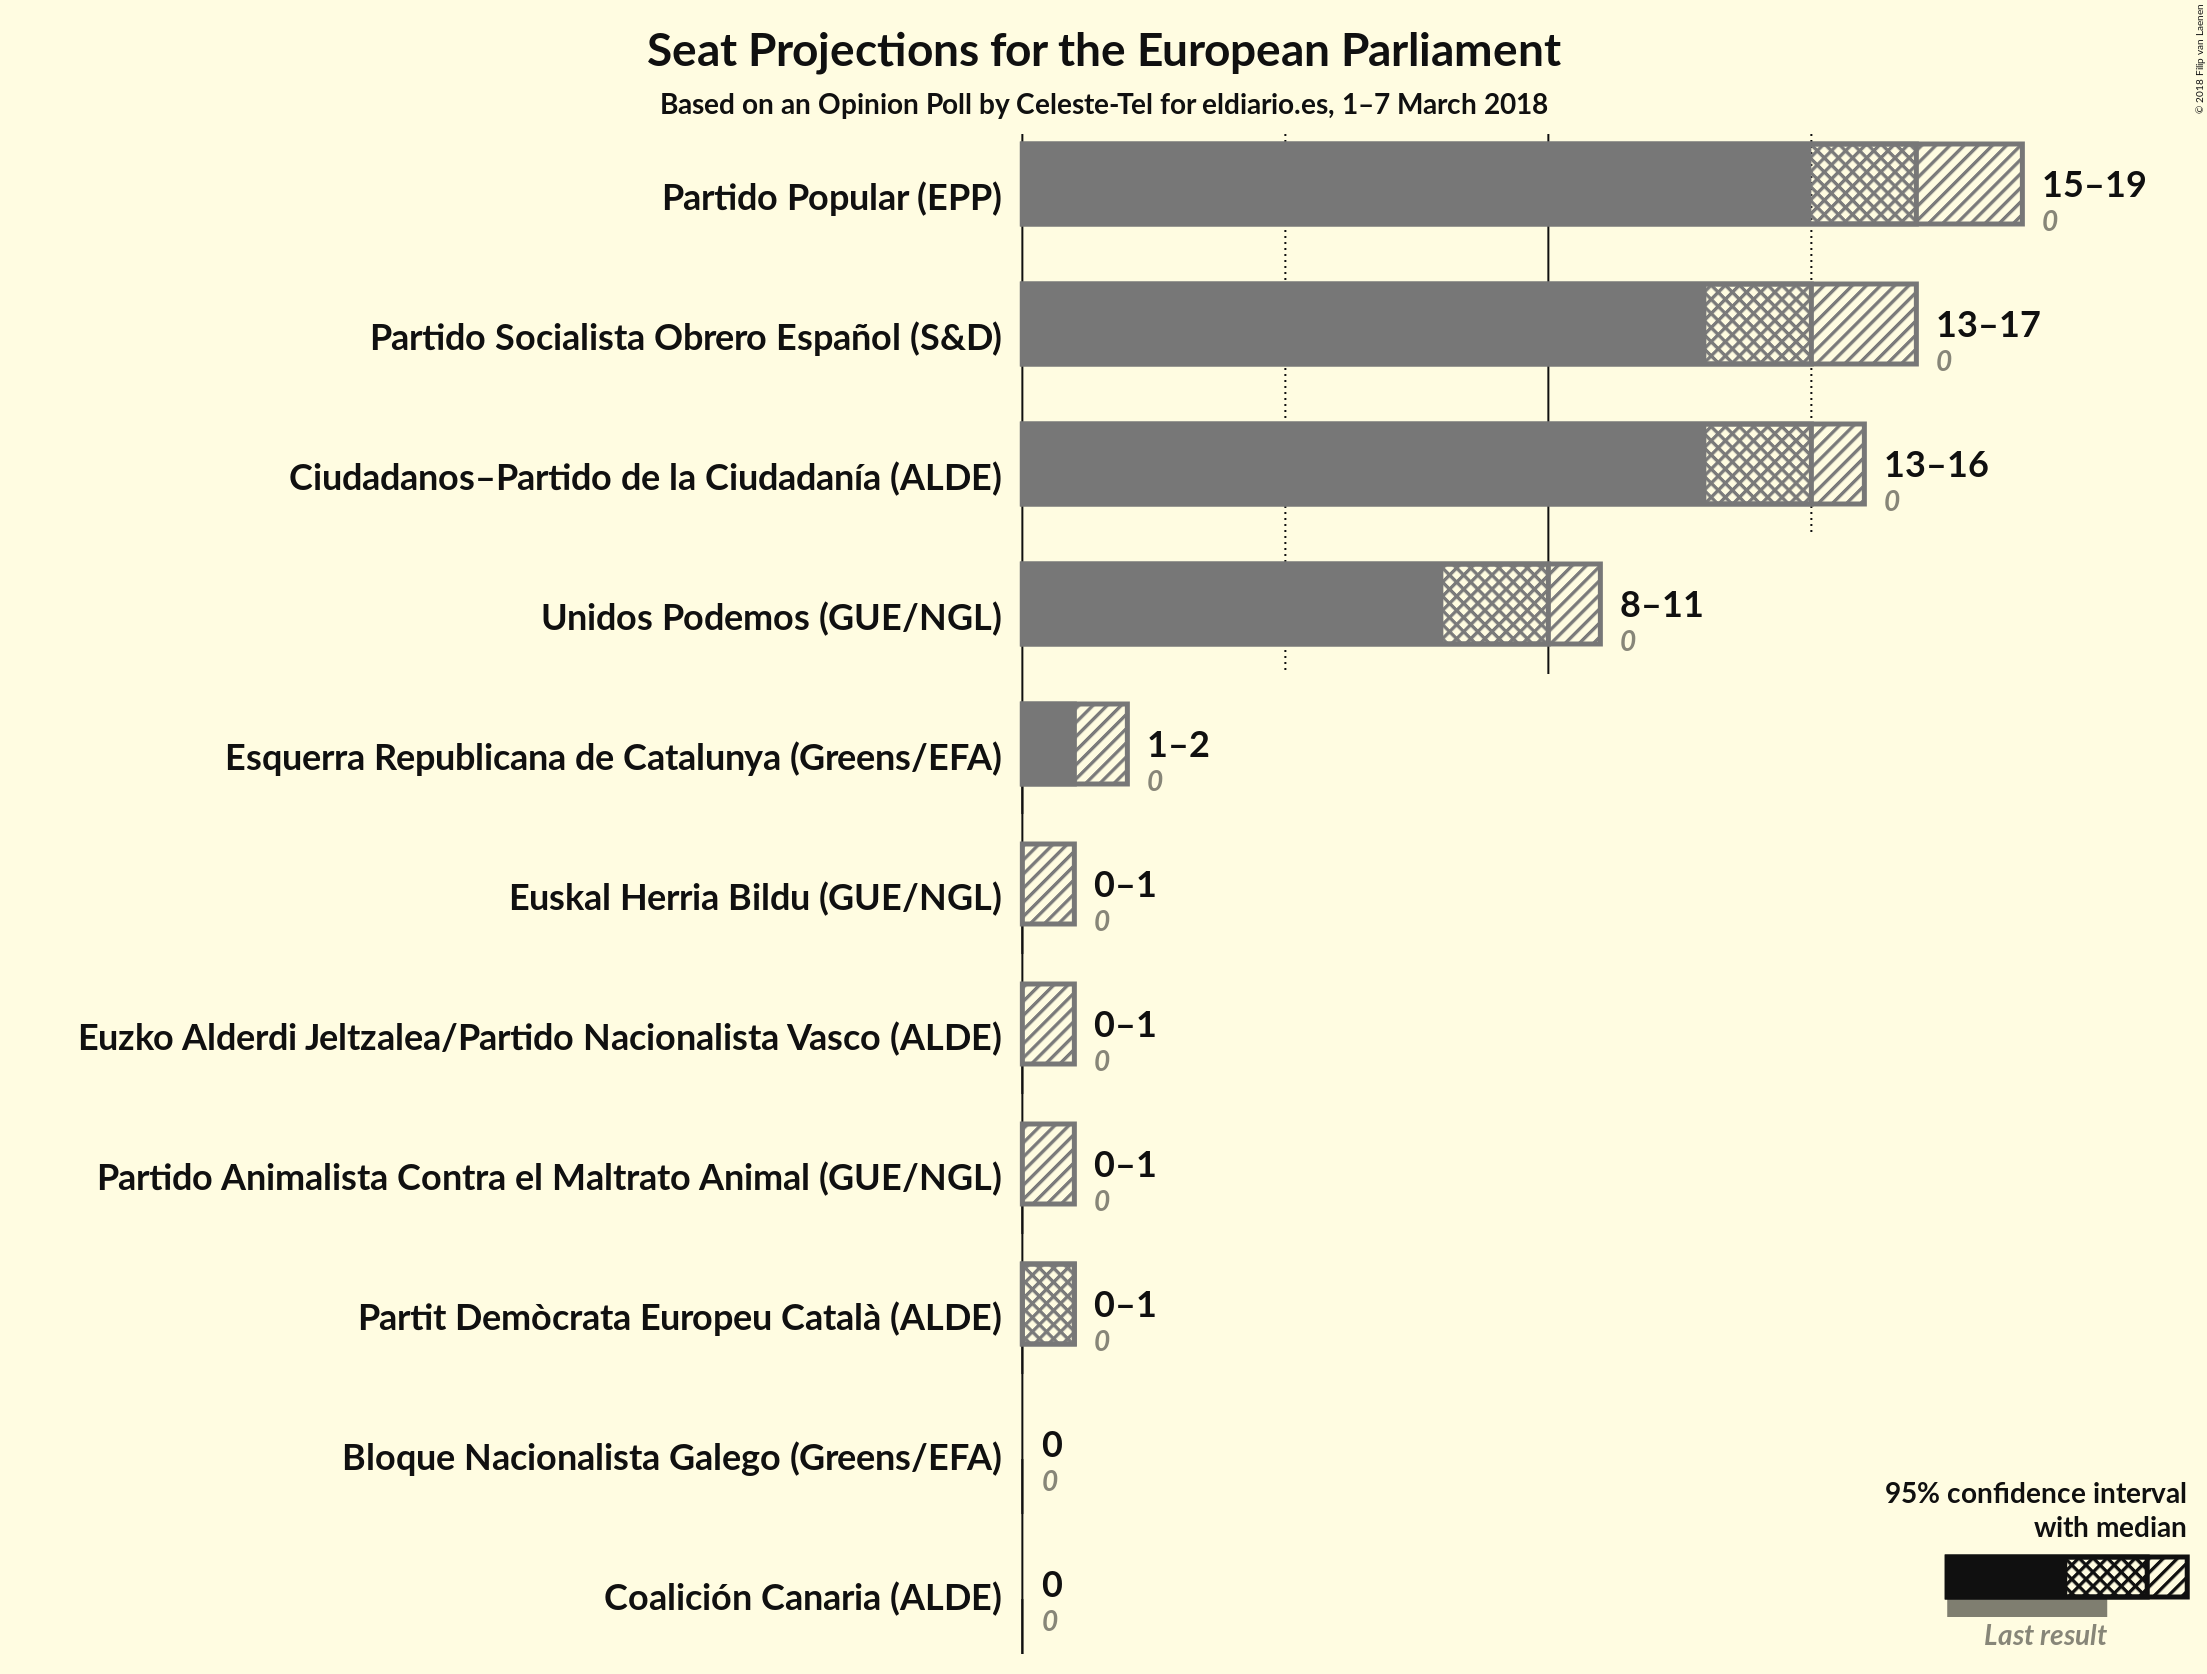 Seat Projections for the European Parliament
Based on an Opinion Poll by Celeste-Tel for eldiario.es, 1–7 March 2018
© 2018 Filip van Laenen
Partido Popular (EPP)
15–19
0
Partido Socialista Obrero Español (S&D)
13–17
0
Ciudadanos–Partido de la Ciudadanía (ALDE)
13–16
0
Unidos Podemos (GUE/NGL)
8–11
0
Esquerra Republicana de Catalunya (Greens/EFA)
1–2
0
Euskal Herria Bildu (GUE/NGL)
0–1
0
Euzko Alderdi Jeltzalea/Partido Nacionalista Vasco (ALDE)
0–1
0
Partido Animalista Contra el Maltrato Animal (GUE/NGL)
0–1
0
Partit Demòcrata Europeu Català (ALDE)
0–1
0
Bloque Nacionalista Galego (Greens/EFA)
0
0
Coalición Canaria (ALDE)
0
0
95% confidence interval
with median
Last result